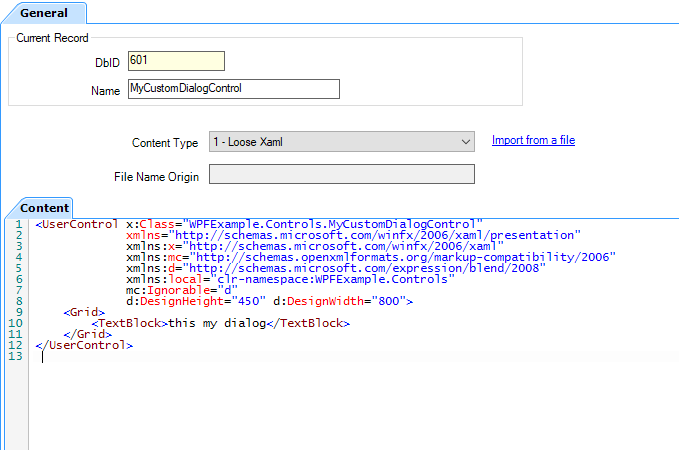 General
Current Record
DbID 601
Name MyCustomDialogControl
Content Type 1 - Loose Xaml Import from a file
File Name Origin
Content
1 <UserControl x:Class="WPFExample.Controls.MyCustomDialogControl"
2 xmlns="http://schemas.microsoft.com/winfx/2006/xaml/presentation"
3 xmlns:x="http://schemas.microsoft.com/winfx/2006/xaml"
4 xmlns:mc="http://schemas.openxmlformats.org/markup-compatibility/2006"
5 xmlns:d="http://schemas.microsoft.com/expression/blend/2008"
6 xmlns:local="clr-namespace:WPFExample.Controls"
7 mc:Ignorable="d"
8 d:DesignHeight="450" d:DesignWidth="800">
9 <Grid>
10 <TextBlock>this my dialog</TextBlock>
11 </Grid>
12 </UserControl>
13